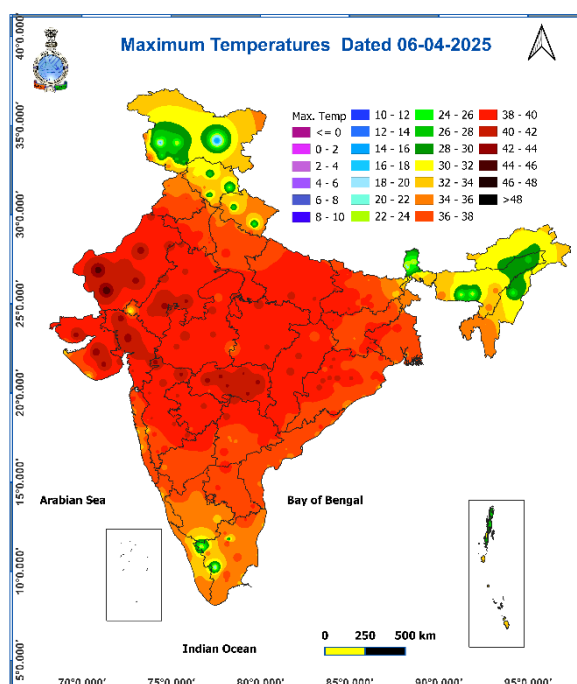 Maximum Temperatures Dated 06-04-2025
Max. Temp
<= 0
0 - 2
2 - 4
4 - 6
6 - 8
8 - 10
10 - 12
12 - 14
14 - 16
16 - 18
18 - 20
20 - 22
22 - 24
24 - 26
26 - 28
28 - 30
30 - 32
32 - 34
34 - 36
36 - 38
38 - 40
40 - 42
42 - 44
44 - 46
46 - 48
>48
40°0.000'
35°0.000'
30°0.000'
25°0.000'
20°0.000'
15°0.000'
10°0.000'
5°0.000'
Arabian Sea
Bay of Bengal
Indian Ocean
0 250 500 km
70°0.000' 75°0.000' 80°0.000' 85°0.000' 90°0.000' 95°0.000'